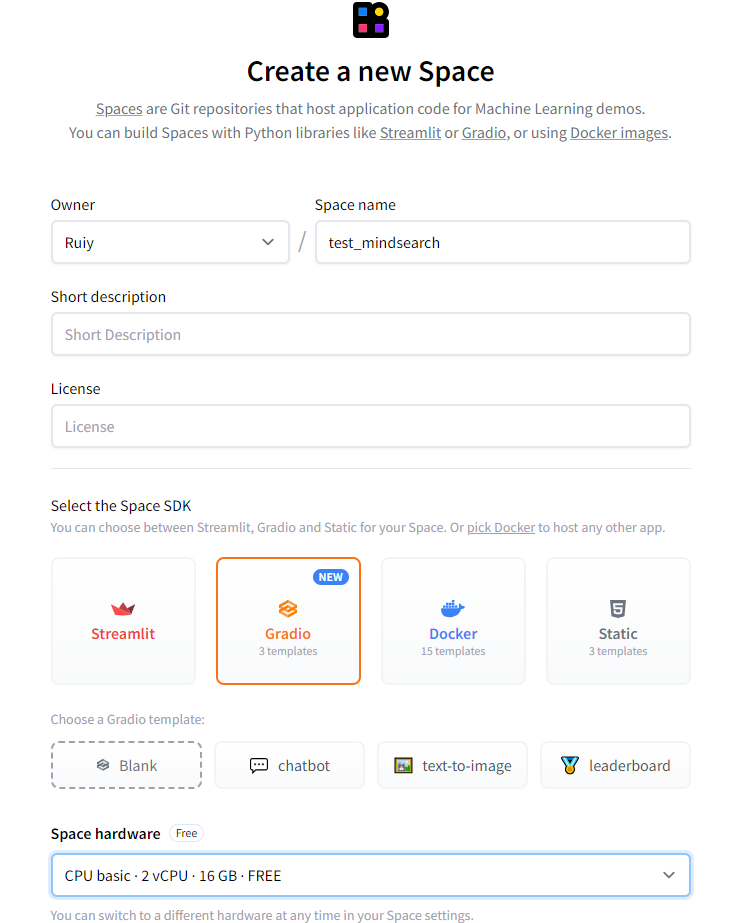 Create a new Space
Spaces are Git repositories that host application code for Machine Learning demos.
You can build Spaces with Python libraries like Streamlit or Gradio, or using Docker images.
Owner
Space name
Ruiy
/
test_mindsearch
Short description
Short Description
License
License
Select the Space SDK
You can choose between Streamlit, Gradio and Static for your Space. Or pick Docker to host any other app.
Streamlit
NEW
Gradio
3 templates
Docker
15 templates
Static
3 templates
Choose a Gradio template:
Blank
chatbot
text-to-image
leaderboard
Space hardware Free
CPU basic · 2 vCPU · 16 GB · FREE
You can switch to a different hardware at any time in your Space settings.